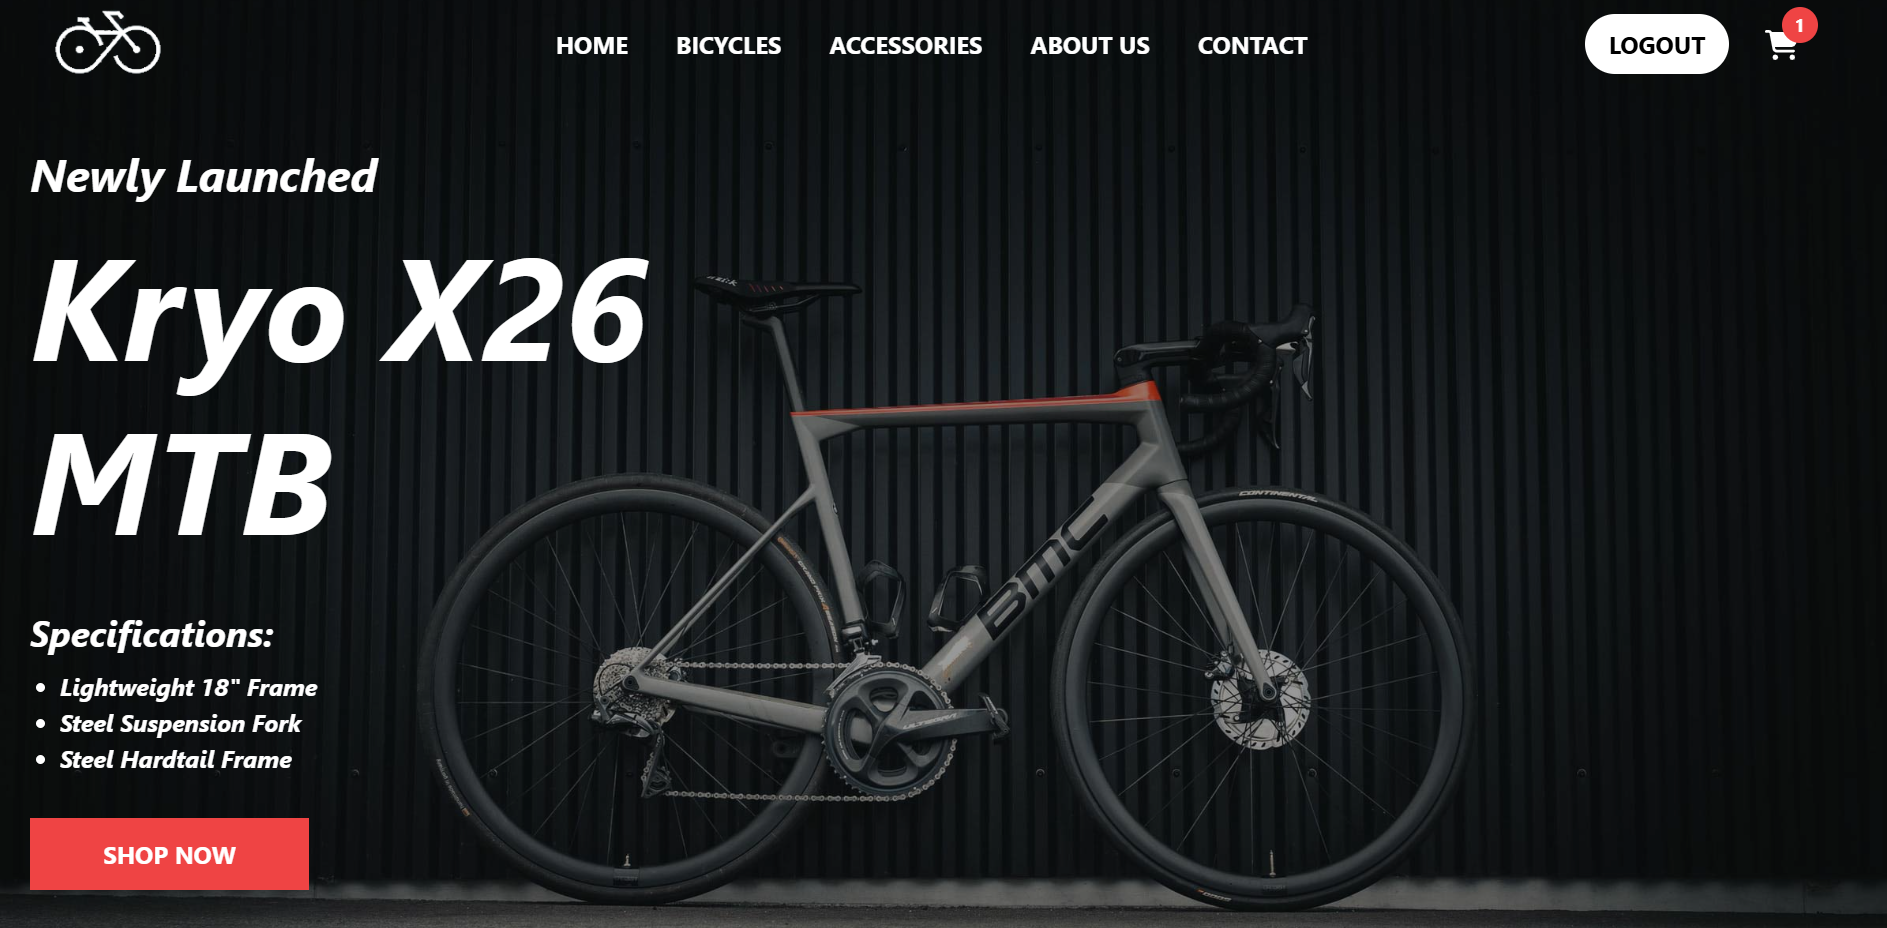 HOME BICYCLES ACCESSORIES ABOUT US CONTACT LOGOUT 1
Newly Launched
Kryo X26
MTB
CONTINENTAL
BMC
Specifications:
Lightweight 18" Frame
Steel Suspension Fork
ULTEGRA
Steel Hardtail Frame
SHOP NOW